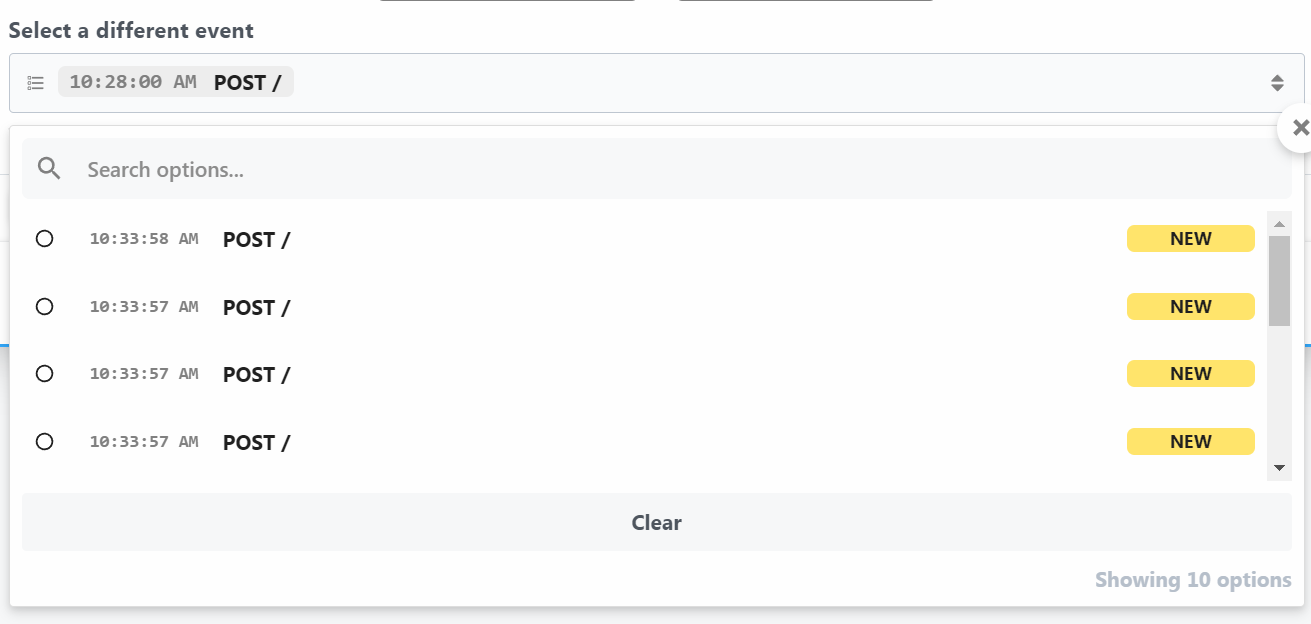 Select a different event
10:28:00 AM POST /
Search options...
10:33:58 AM POST / NEW
10:33:57 AM POST / NEW
10:33:57 AM POST / NEW
10:33:57 AM POST / NEW
Clear
Showing 10 options